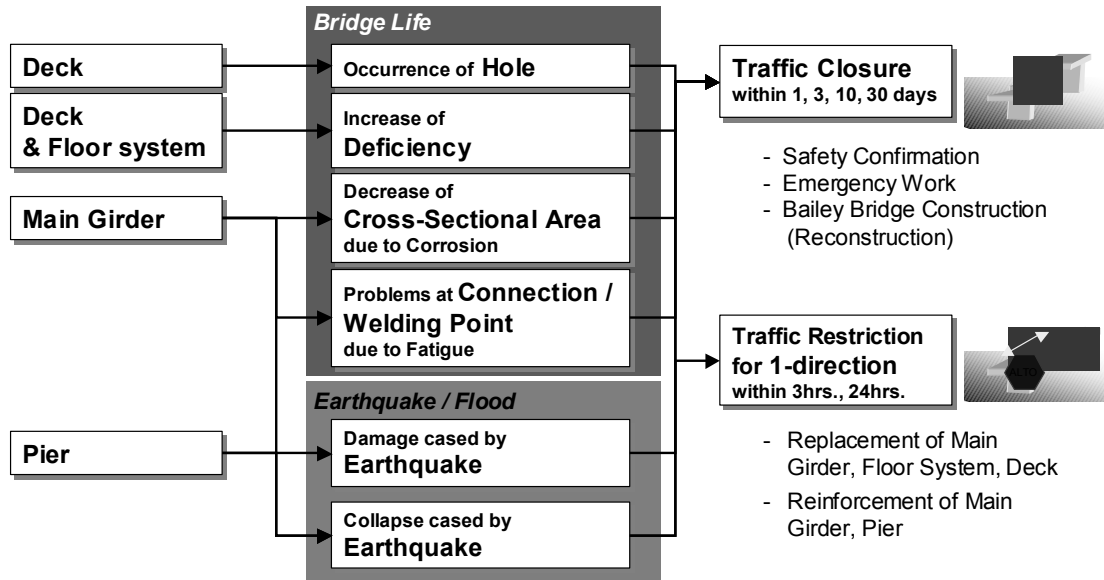 Bridge Life
Deck
Occurrence of Hole
Deck
& Floor system
Increase of
Deficiency
Main Girder
Decrease of
Cross-Sectional Area
due to Corrosion
Problems at Connection /
Welding Point
due to Fatigue
Earthquake / Flood
Pier
Damage cased by
Earthquake
Collapse cased by
Earthquake
Traffic Closure
within 1, 3, 10, 30 days
- Safety Confirmation
- Emergency Work
- Bailey Bridge Construction
(Reconstruction)
Traffic Restriction
for 1-direction
within 3hrs., 24hrs.
ALTO
- Replacement of Main
Girder, Floor System, Deck
- Reinforcement of Main
Girder, Pier